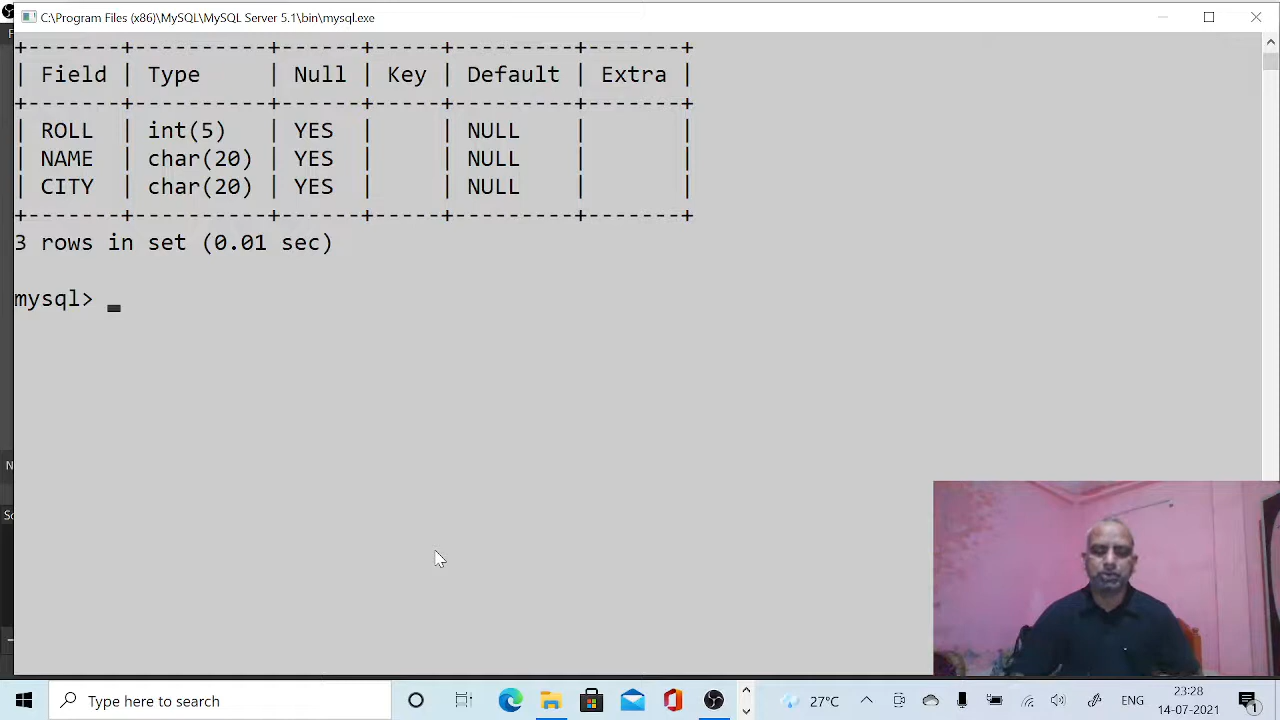 C:\Program Files (x86)\MySQL\MySQL Server 5.1\bin\mysql.exe
+-------+----------+------+-----+---------+-------+
| Field | Type     | Null | Key | Default | Extra |
+-------+----------+------+-----+---------+-------+
| ROLL  | int(5)   | YES  |     | NULL    |       |
| NAME  | char(20) | YES  |     | NULL    |       |
| CITY  | char(20) | YES  |     | NULL    |       |
+-------+----------+------+-----+---------+-------+
3 rows in set (0.01 sec)
mysql> _
Type here to search
27°C
ENG
23:28
14-07-2021
1